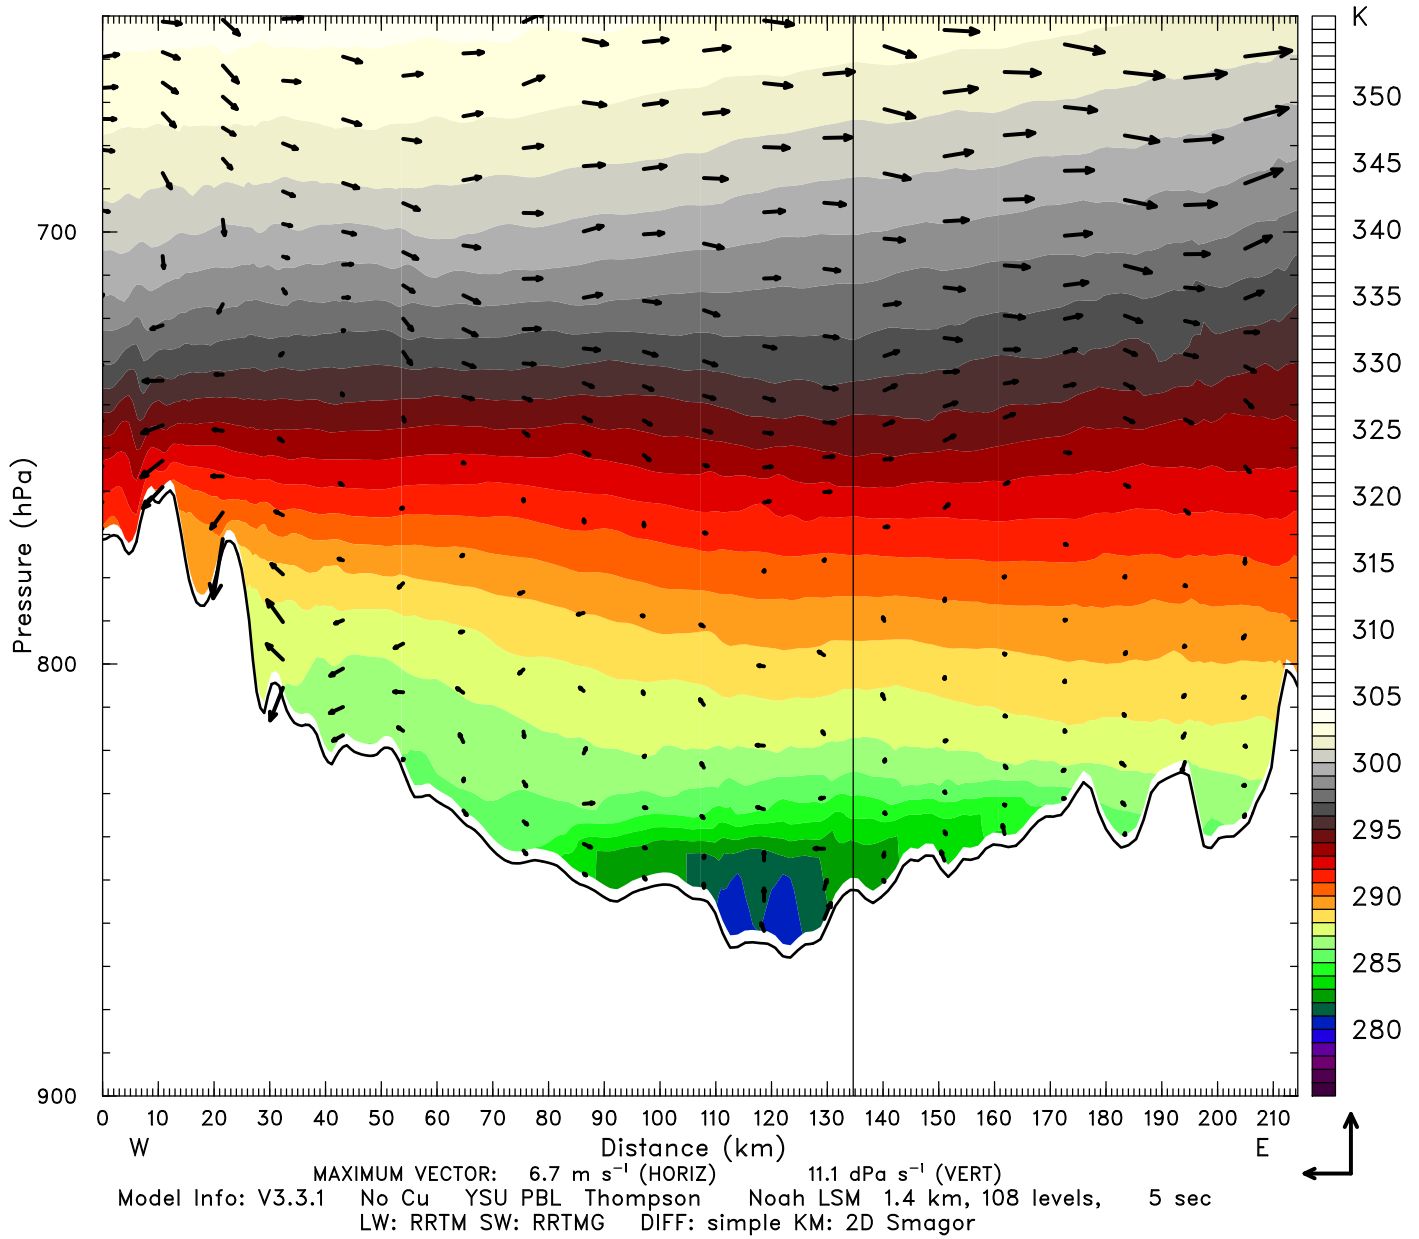 K
350
345
340
335
330
325
320
315
310
305
300
295
290
285
280
Pressure (hPa)
700
800
900
0 10 20 30 40 50 60 70 80 90 100 110 120 130 140 150 160 170 180 190 200 210
W Distance (km) E
MAXIMUM VECTOR: 6.7 m s⁻¹ (HORIZ) 11.1 dPa s⁻¹ (VERT)
Model Info: V3.3.1 No Cu YSU PBL Thompson Noah LSM 1.4 km, 108 levels, 5 sec
LW: RRTM SW: RRTMG DIFF: simple KM: 2D Smagor